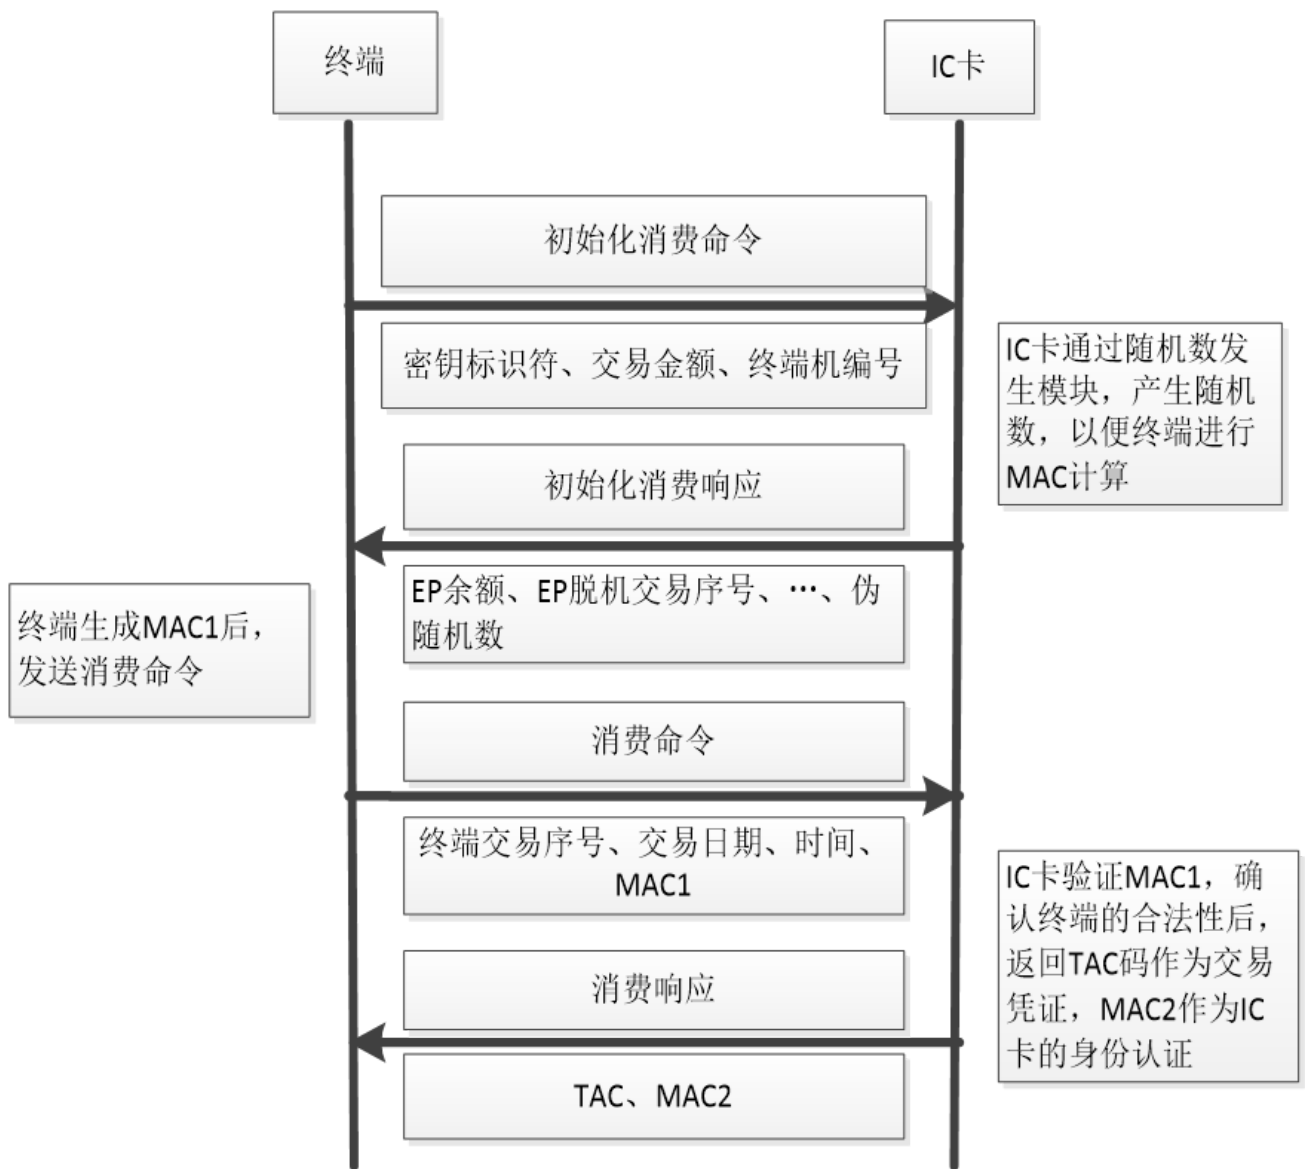 终端
IC卡
初始化消费命令
密钥标识符、交易金额、终端机编号
IC卡通过随机数发
生模块，产生随机
数，以便终端进行
MAC计算
初始化消费响应
EP余额、EP脱机交易序号、…、伪
随机数
终端生成MAC1后，
发送消费命令
消费命令
终端交易序号、交易日期、时间、
MAC1
IC卡验证MAC1，确
认终端的合法性后，
返回TAC码作为交易
凭证，MAC2作为IC
卡的身份认证
消费响应
TAC、MAC2